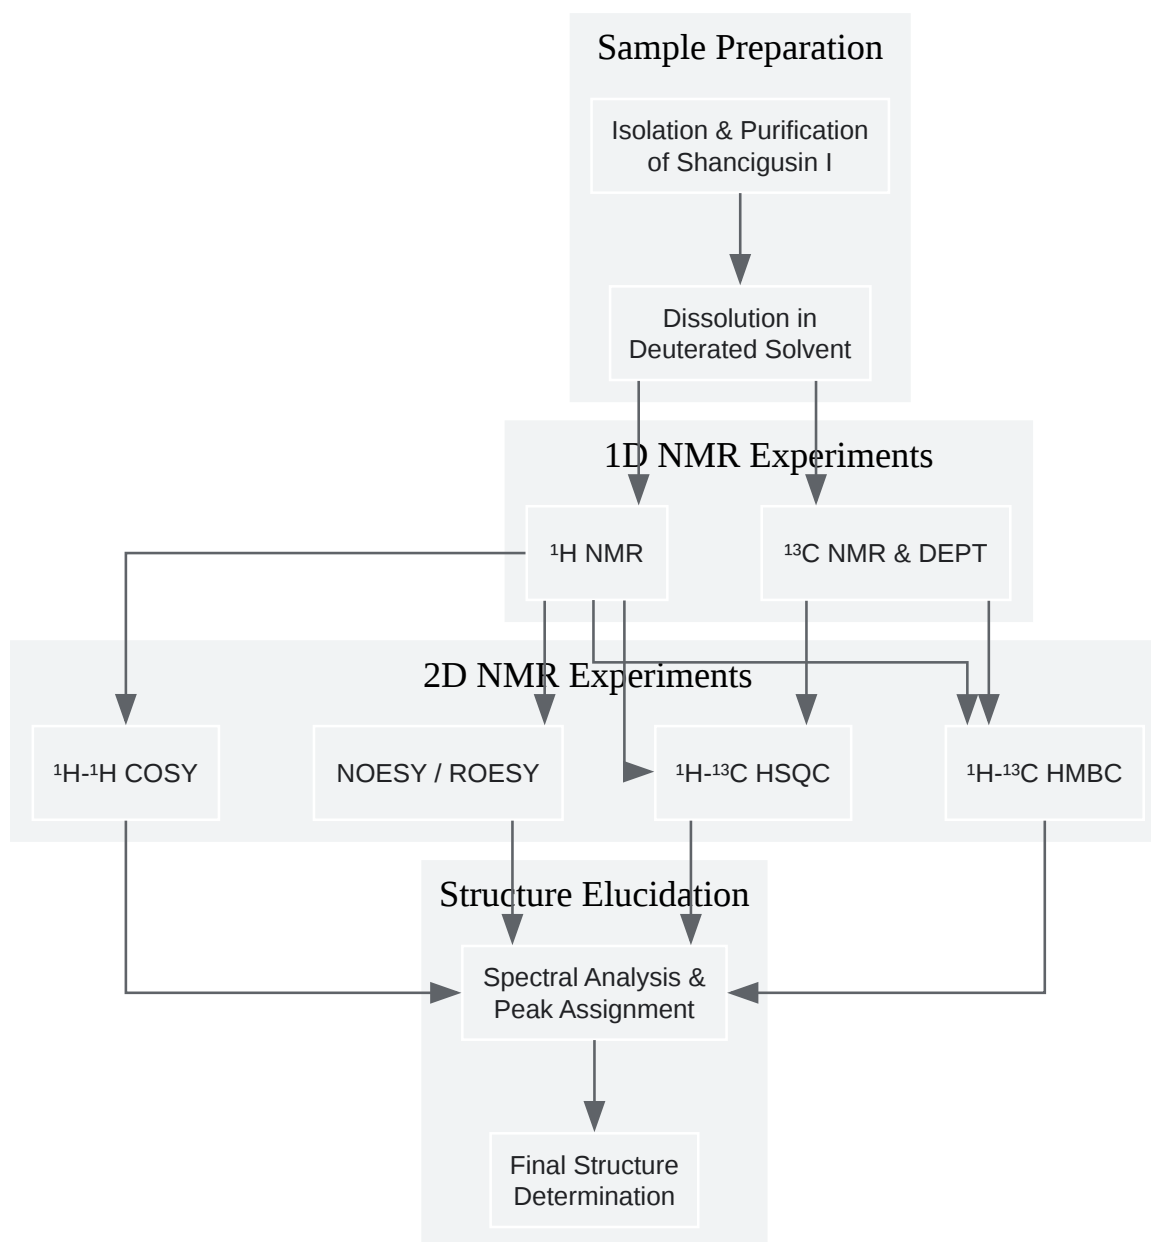 Sample Preparation
Isolation & Purification
of Shancigusin I
Dissolution in
Deuterated Solvent
1D NMR Experiments
¹H NMR
¹³C NMR & DEPT
2D NMR Experiments
¹H-¹H COSY
NOESY / ROESY
¹H-¹³C HSQC
¹H-¹³C HMBC
Structure Elucidation
Spectral Analysis &
Peak Assignment
Final Structure
Determination